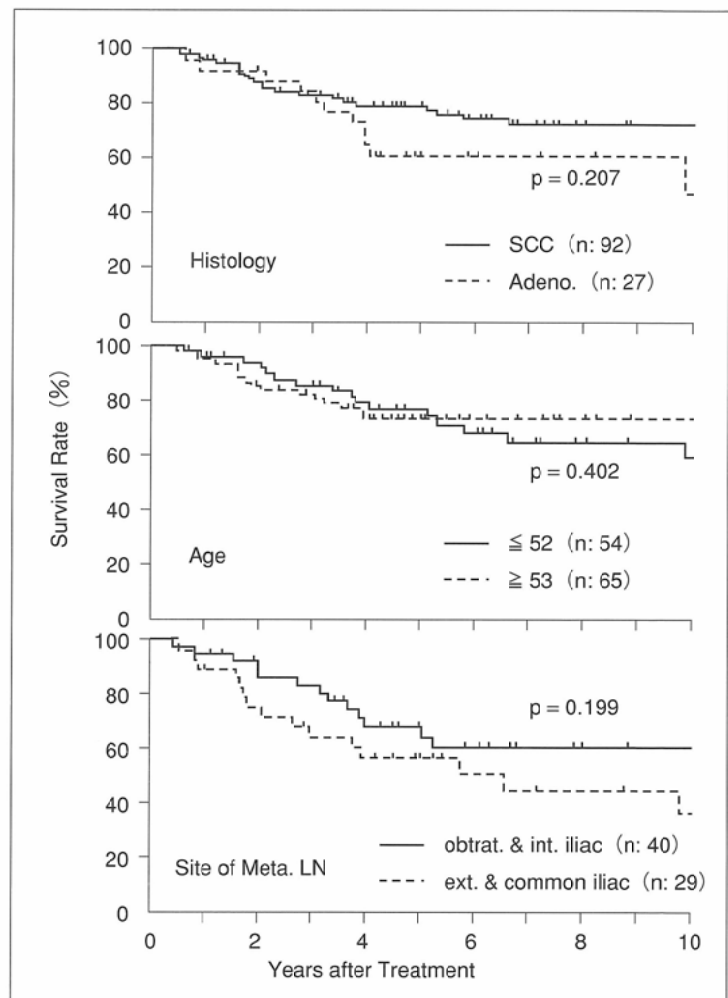 100
80
60
40
20
0
p = 0.207
Histology
SCC (n: 92)
Adeno. (n: 27)
Survival Rate (%)
100
80
60
40
20
0
p = 0.402
Age
≦ 52 (n: 54)
≧ 53 (n: 65)
100
80
60
40
20
0
p = 0.199
Site of Meta. LN
obtrat. & int. iliac (n: 40)
ext. & common iliac (n: 29)
0 2 4 6 8 10
Years after Treatment